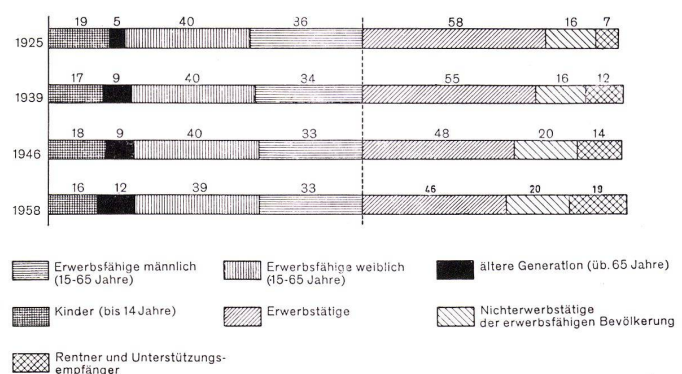 19 5 40 36 58 16 7
1925
17 9 40 34 55 16 12
1939
18 9 40 33 48 20 14
1946
16 12 39 33 46 20 19
1958
Erwerbsfähige männlich
(15-65 Jahre)
Erwerbsfähige weiblich
(15-65 Jahre)
ältere Generation (üb. 65 Jahre)
Kinder (bis 14 Jahre)
Erwerbstätige
Nichterwerbstätige
der erwerbsfähigen Bevölkerung
Rentner und Unterstützungs-
empfänger